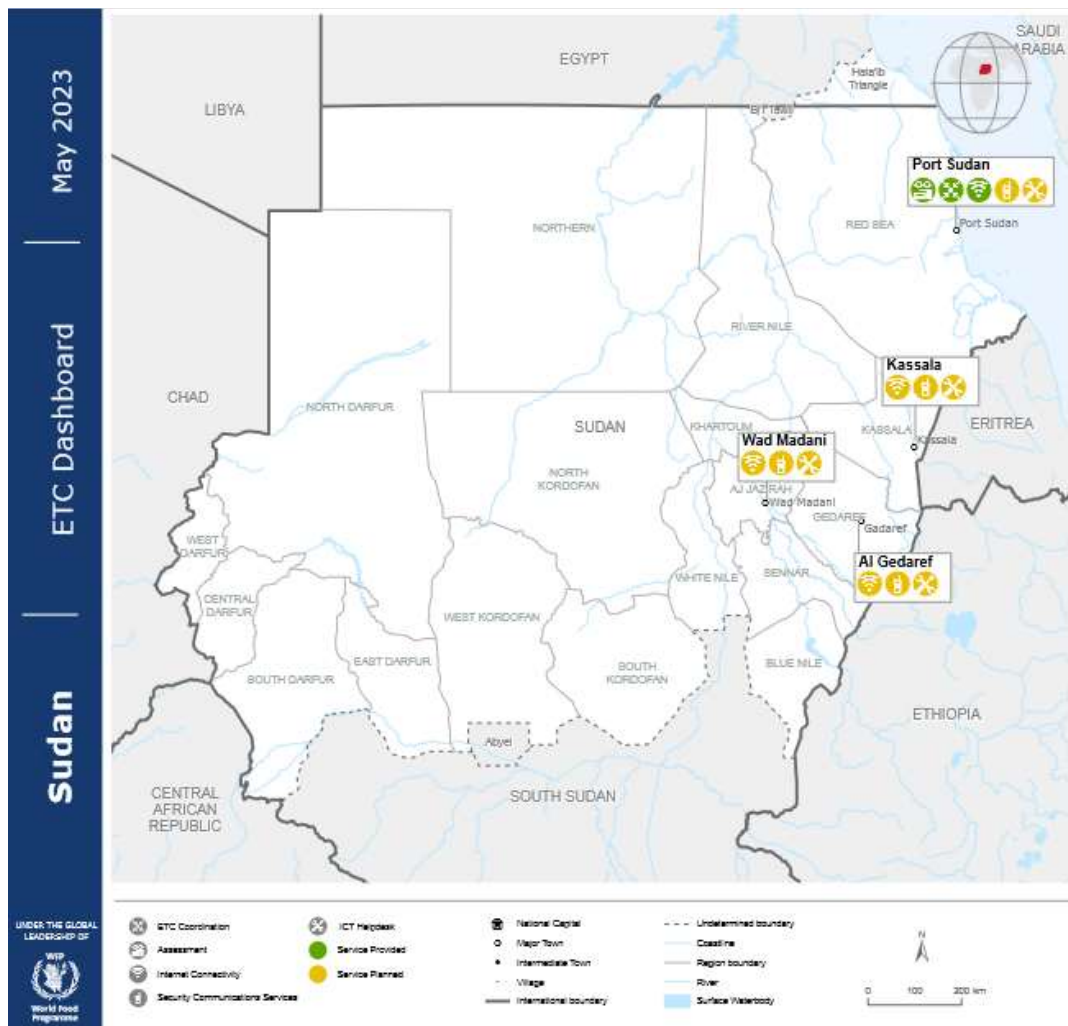 May 2023
ETC Dashboard
Sudan
UNDER THE GLOBAL
LEADERSHIP OF
WFP
World Food
Programme
SAUDI
ARABIA
EGYPT
Hala'ib
Triangle
LIBYA
Port Sudan
Port Sudan
RED SEA
NORTHERN
RIVER NILE
Kassala
CHAD
NORTH DARFUR
SUDAN
KHARTOUM
KASSALA
ERITREA
Kassala
Wad Madani
NORTH
KORDOFAN
AJ JAZIRAH
Wad Madani
GEDAREF
Gadaref
WEST
DARFUR
Al Gedaref
WHITE NILE
SENNAR
CENTRAL
DARFUR
WEST KORDOFAN
EAST DARFUR
SOUTH
KORDOFAN
BLUE NILE
SOUTH DARFUR
ETHIOPIA
Abyei
CENTRAL
AFRICAN
REPUBLIC
SOUTH SUDAN
ETC Coordination
Assessment
Internet Connectivity
Security Communications Services
ICT Helpdesk
Service Provided
Service Planned
National Capital
Major Town
Intermediate Town
Village
International boundary
Undetermined boundary
Coastline
Region boundary
River
Surface Waterbody
N
0 100 200 km